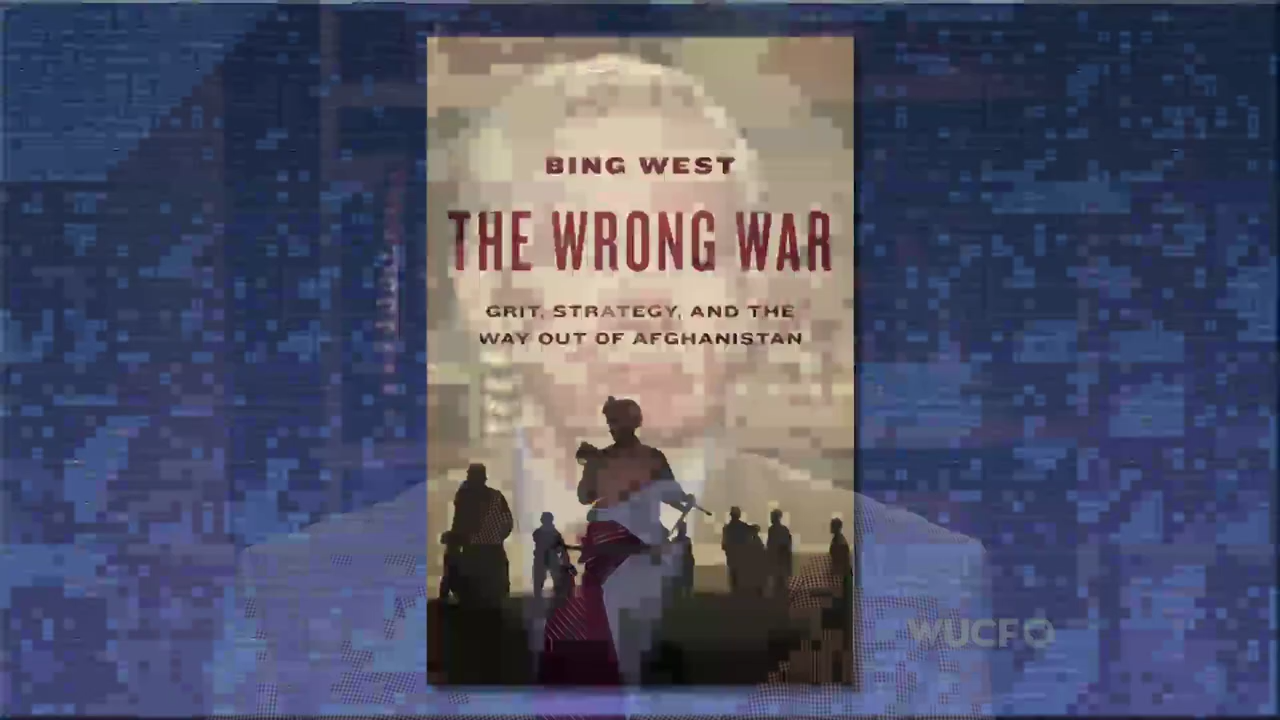 BING WEST
THE WRONG WAR
GRIT, STRATEGY, AND THE
WAY OUT OF AFGHANISTAN
WUCF